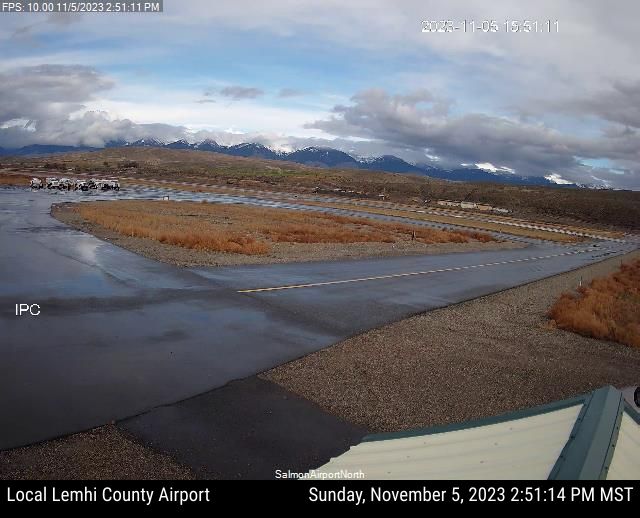 FPS: 10.00 11/5/2023 2:51:11 PM
2023-11-05 15:51:11
IPC
SalmonAirportNorth
Local Lemhi County Airport
Sunday, November 5, 2023 2:51:14 PM MST